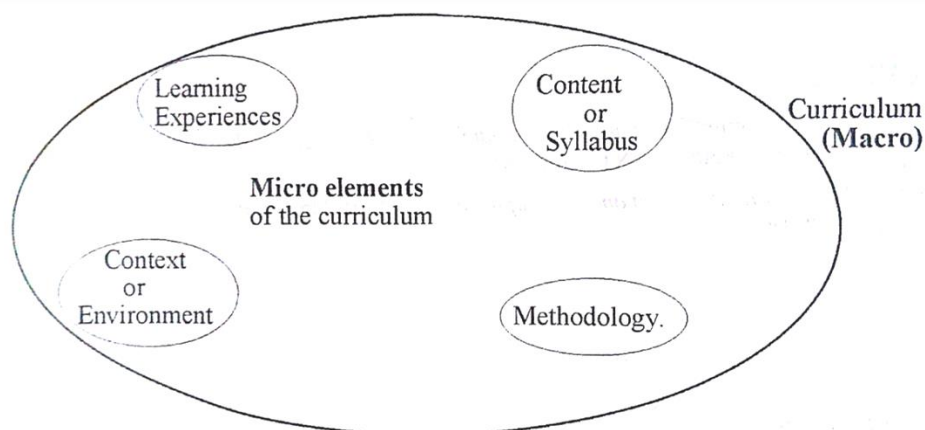 Learning
Experiences
Content
or
Syllabus
Curriculum
(Macro)
Micro elements
of the curriculum
Context
or
Environment
Methodology.